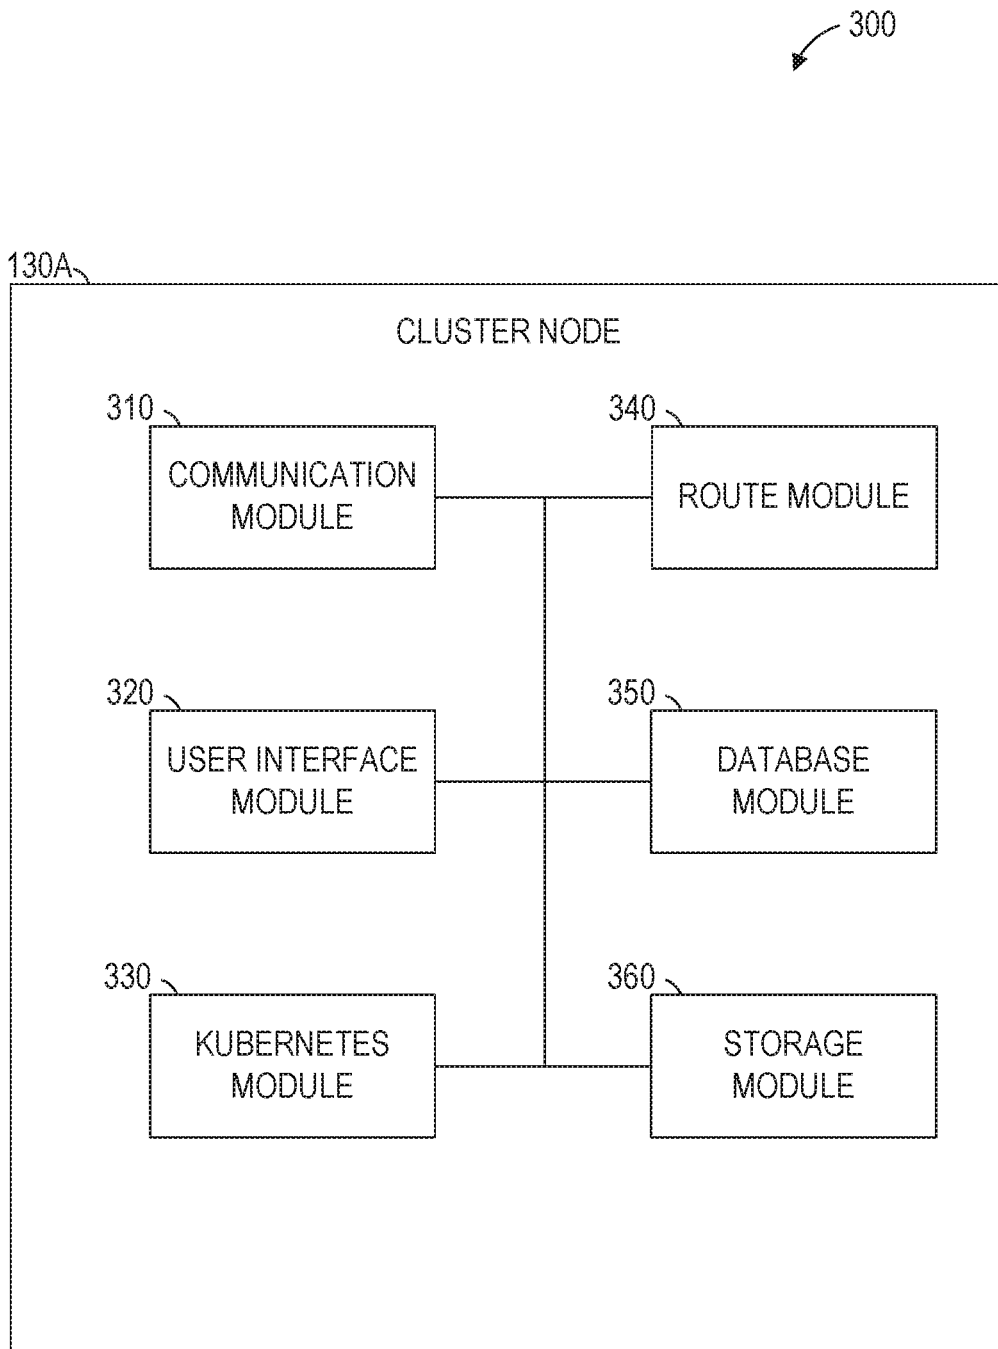 300
130A
CLUSTER NODE
310
COMMUNICATION
MODULE
340
ROUTE MODULE
320
USER INTERFACE
MODULE
350
DATABASE
MODULE
330
KUBERNETES
MODULE
360
STORAGE
MODULE